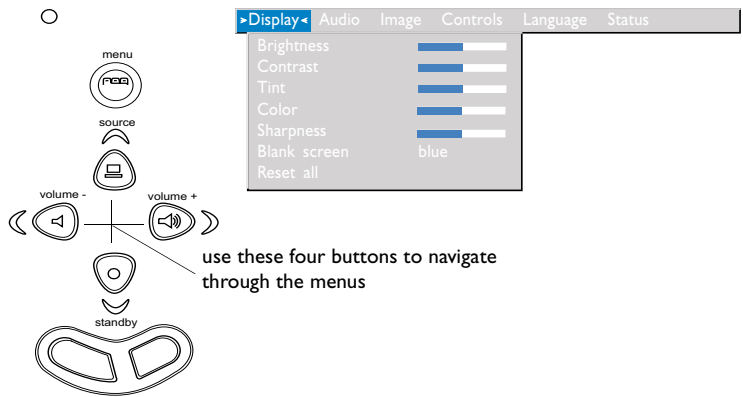 ➤Display◄ Audio Image Controls Language Status
Brightness
Contrast
Tint
Color
Sharpness
Blank screen blue
Reset all
menu
source
volume -
volume +
use these four buttons to navigate
through the menus
standby